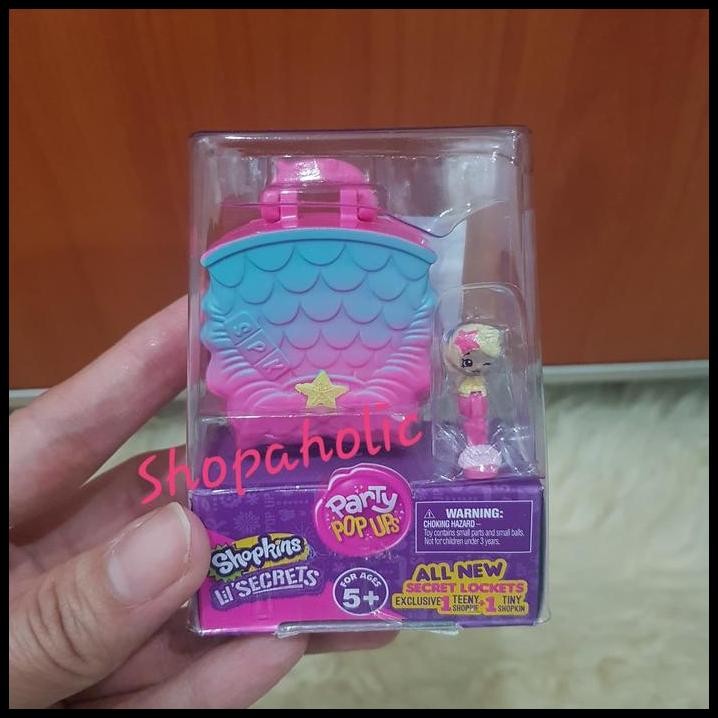 SPK
Shopaholic
Party
POP UPS
WARNING:
CHOKING HAZARD –
Toy contains small parts and small balls.
Not for children under 3 years.
Shopkins
Lil' SECRETS
FOR AGES
5+
ALL NEW
SECRET LOCKETS
EXCLUSIVE 1 TEENY SHOPPIE + 1 TINY SHOPKIN